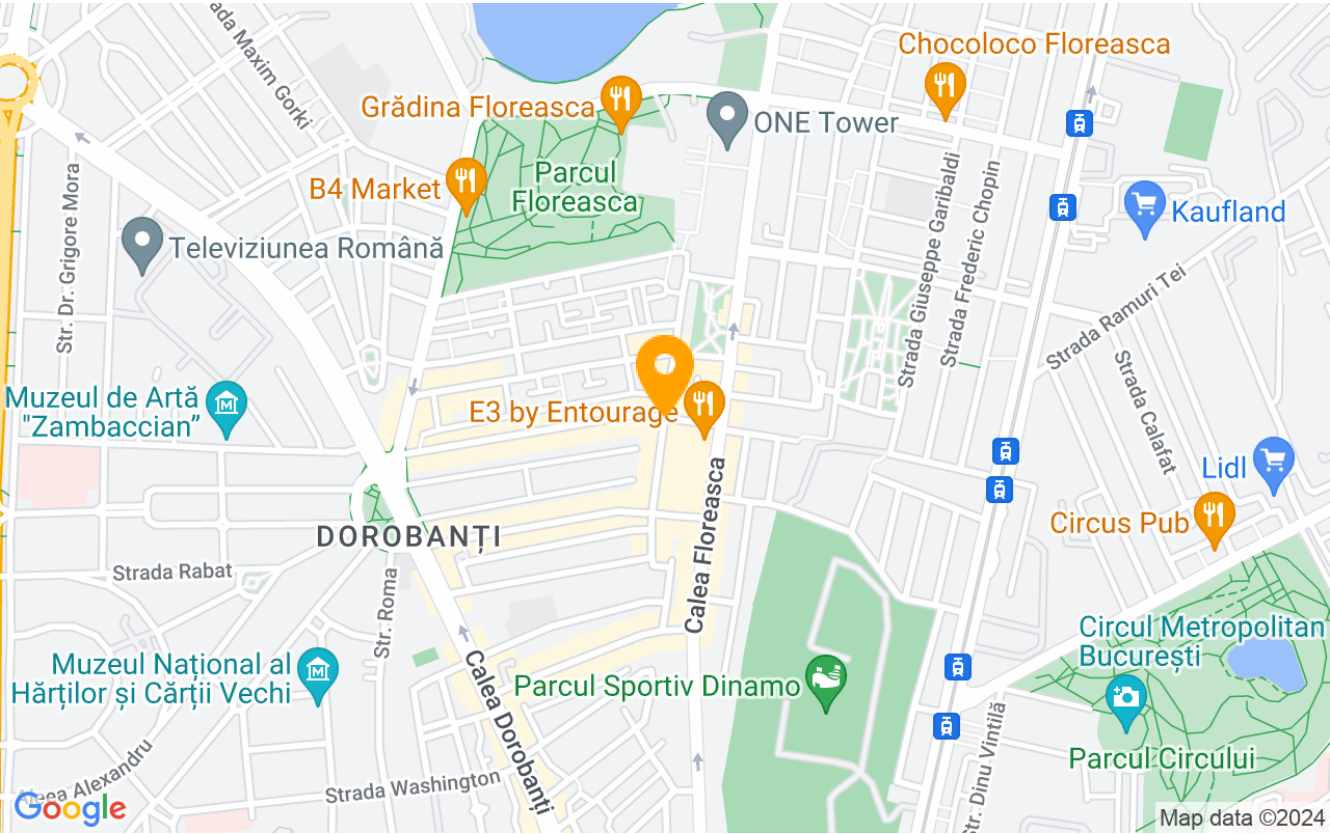 Strada Maxim Gorki
Chocoloco Floreasca
Grădina Floreasca
ONE Tower
Parcul
Floreasca
B4 Market
Kaufland
Televiziunea Română
Str. Dr. Grigore Mora
Strada Giuseppe Garibaldi
Strada Frederic Chopin
Strada Ramuri Tei
Strada Calafat
Muzeul de Artă
"Zambaccian”
E3 by Entourage
Lidl
Calea Floreasca
Circus Pub
DOROBANȚI
Strada Rabat
Str. Roma
Circul Metropolitan
București
Muzeul Național al
Hărților și Cărții Vechi
Parcul Sportiv Dinamo
Calea Dorobanți
Str. Dinu Vintilă
Parcul Circului
Aleea Alexandru
Strada Washington
Google
Map data ©2024